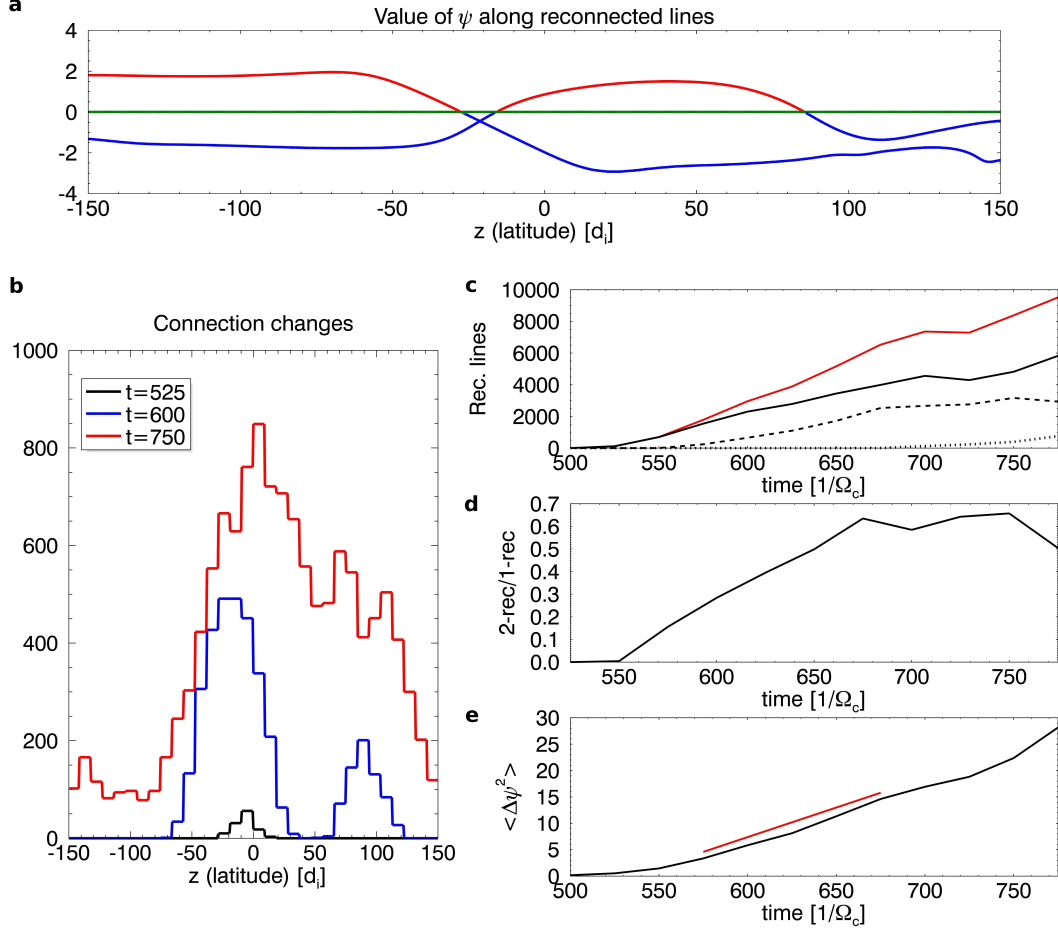 a
Value of ψ along reconnected lines
4
2
0
-2
-4
-150 -100 -50 0 50 100 150
z (latitude) [dᵢ]
b
Connection changes
1000
800
600
400
200
0
t=525
t=600
t=750
-150 -100 -50 0 50 100 150
z (latitude) [dᵢ]
c
Rec. lines
10000
8000
6000
4000
2000
0
500 550 600 650 700 750
time [1/Ω_c]
d
2-rec/1-rec
0.7
0.6
0.5
0.4
0.3
0.2
0.1
0.0
550 600 650 700 750
time [1/Ω_c]
e
<Δψ²>
30
25
20
15
10
5
0
500 550 600 650 700 750
time [1/Ω_c]